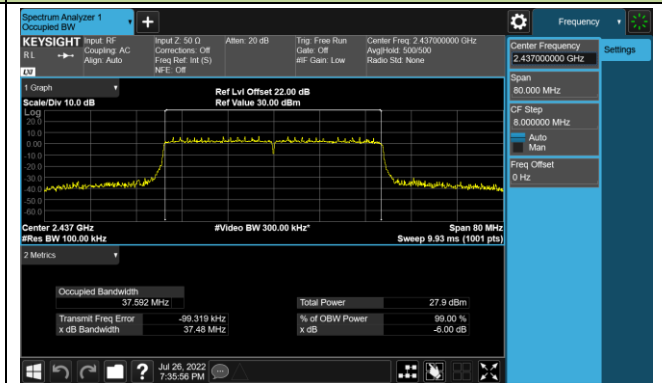 Spectrum Analyzer 1
Occupied BW
+
Frequency
KEYSIGHT
Input: RF
Coupling: AC
Align: Auto
Input Z: 50 Ω
Corrections: Off
Freq Ref: Int (S)
NFE: Off
Atten: 20 dB
Trig: Free Run
Gate: Off
#IF Gain: Low
Center Freq: 2.437000000 GHz
Avg|Hold: 500/500
Radio Std: None
RL
LXI
Center Frequency
2.437000000 GHz
Settings
Span
80.000 MHz
CF Step
8.000000 MHz
Auto
Man
Freq Offset
0 Hz
1 Graph
Ref Lvl Offset 22.00 dB
Scale/Div 10.0 dB
Ref Value 30.00 dBm
Log
20.0
10.0
0.00
-10.0
-20.0
-30.0
-40.0
-50.0
-60.0
Center 2.437 GHz
#Video BW 300.00 kHz*
Span 80 MHz
#Res BW 100.00 kHz
Sweep 9.93 ms (1001 pts)
2 Metrics
Occupied Bandwidth
37.592 MHz
Total Power
27.9 dBm
Transmit Freq Error
-99.319 kHz
% of OBW Power
99.00 %
x dB Bandwidth
37.48 MHz
x dB
-6.00 dB
?
Jul 26, 2022
7:35:56 PM